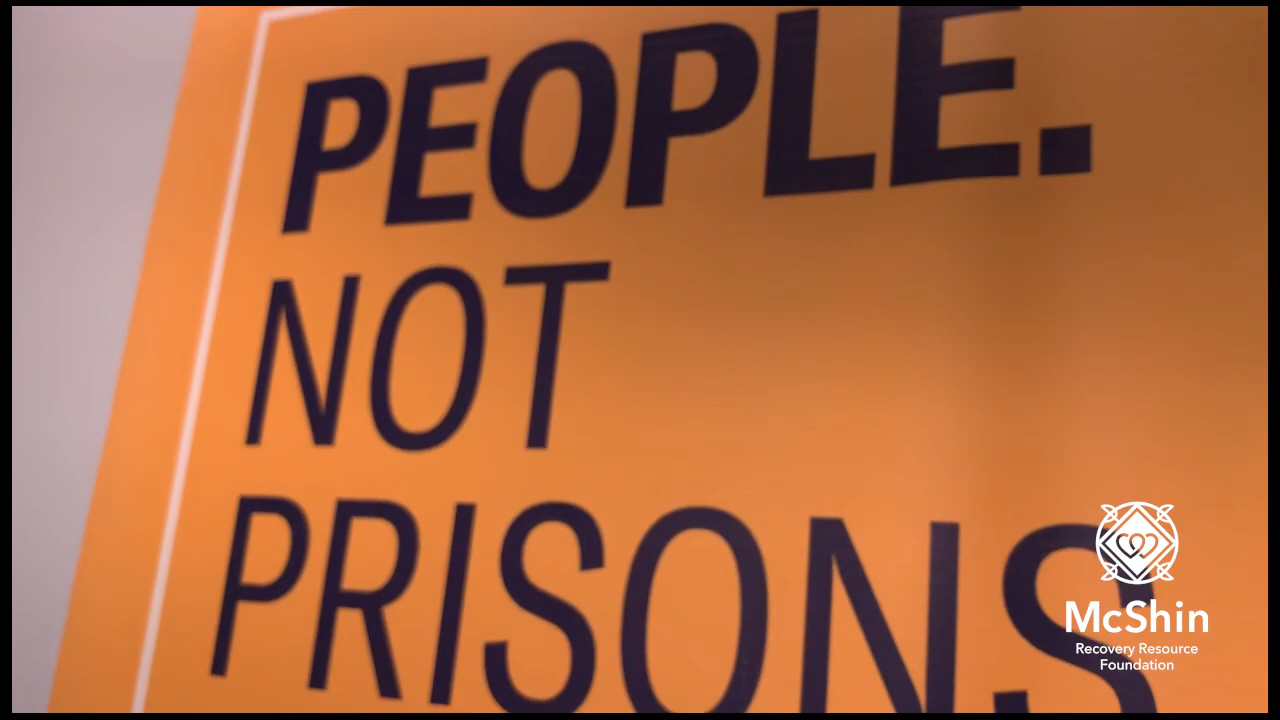 PEOPLE.
NOT
PRISONS
McShin
Recovery Resource
Foundation